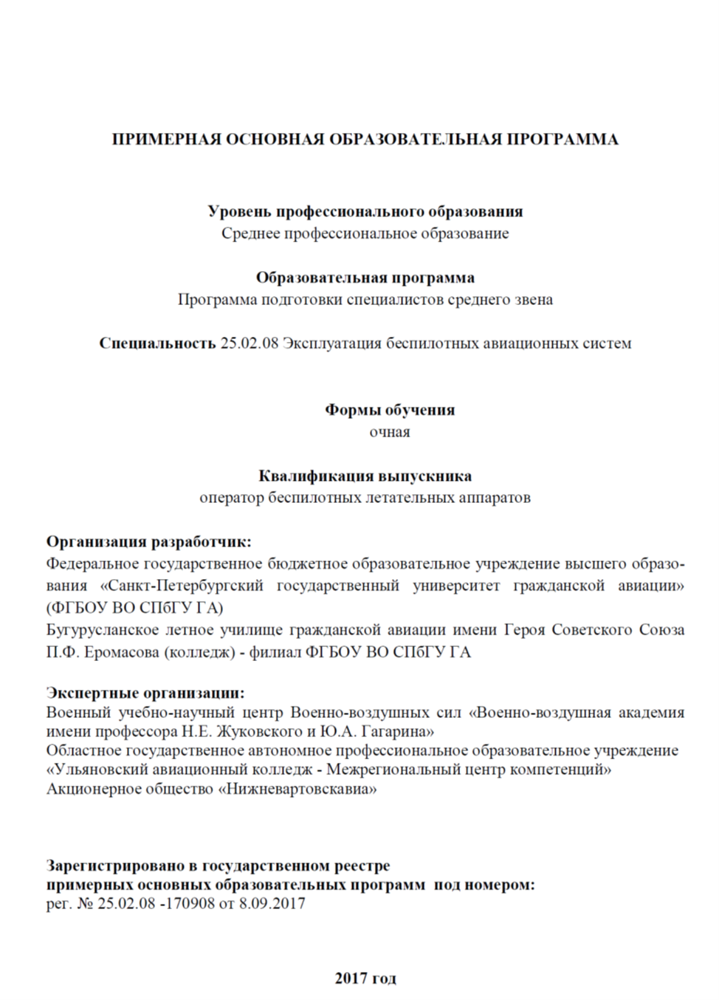 ПРИМЕРНАЯ ОСНОВНАЯ ОБРАЗОВАТЕЛЬНАЯ ПРОГРАММА
Уровень профессионального образования
Среднее профессиональное образование
Образовательная программа
Программа подготовки специалистов среднего звена
Специальность 25.02.08 Эксплуатация беспилотных авиационных систем
Формы обучения
очная
Квалификация выпускника
оператор беспилотных летательных аппаратов
Организация разработчик:
Федеральное государственное бюджетное образовательное учреждение высшего образо-
вания «Санкт-Петербургский государственный университет гражданской авиации»
(ФГБОУ ВО СПбГУ ГА)
Бугурусланское летное училище гражданской авиации имени Героя Советского Союза
П.Ф. Еромасова (колледж) - филиал ФГБОУ ВО СПбГУ ГА
Экспертные организации:
Военный учебно-научный центр Военно-воздушных сил «Военно-воздушная академия
имени профессора Н.Е. Жуковского и Ю.А. Гагарина»
Областное государственное автономное профессиональное образовательное учреждение
«Ульяновский авиационный колледж - Межрегиональный центр компетенций»
Акционерное общество «Нижневартовскавиа»
Зарегистрировано в государственном реестре
примерных основных образовательных программ под номером:
рег. № 25.02.08 -170908 от 8.09.2017
2017 год